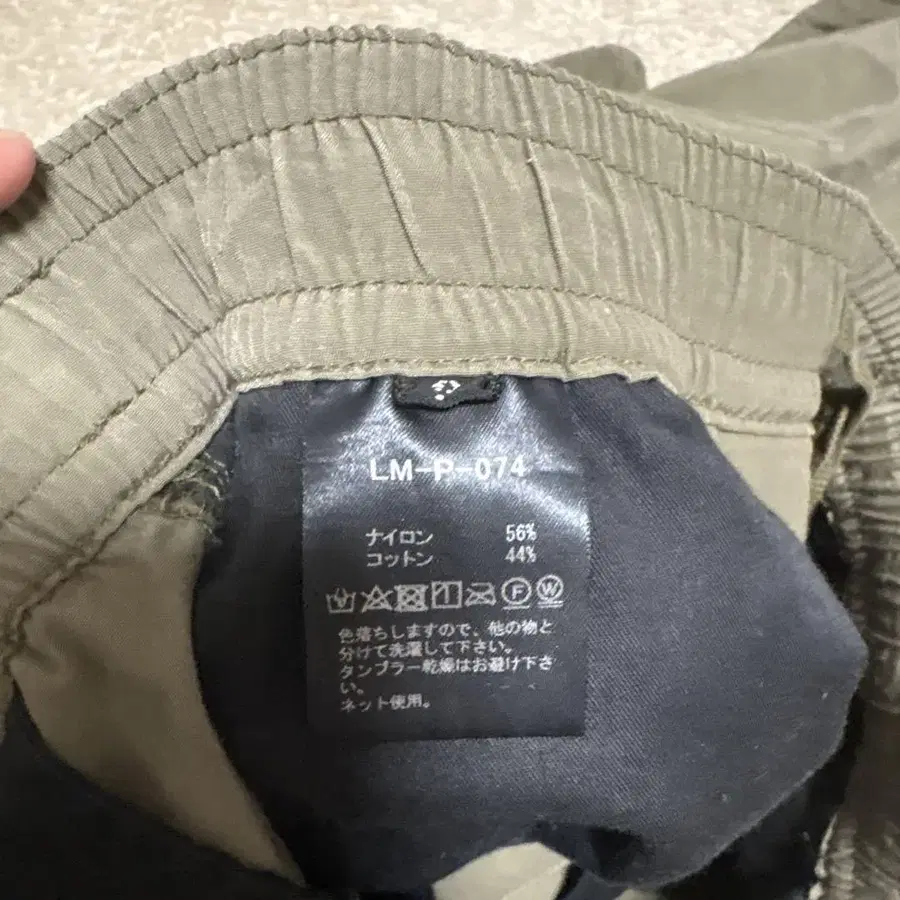 LM-P-074
ナイロン 56%
コットン 44%
F W
色落ちしますので、他の物と
分けて洗濯して下さい。
タンブラー乾燥はお避け下さ
い。
ネット使用。